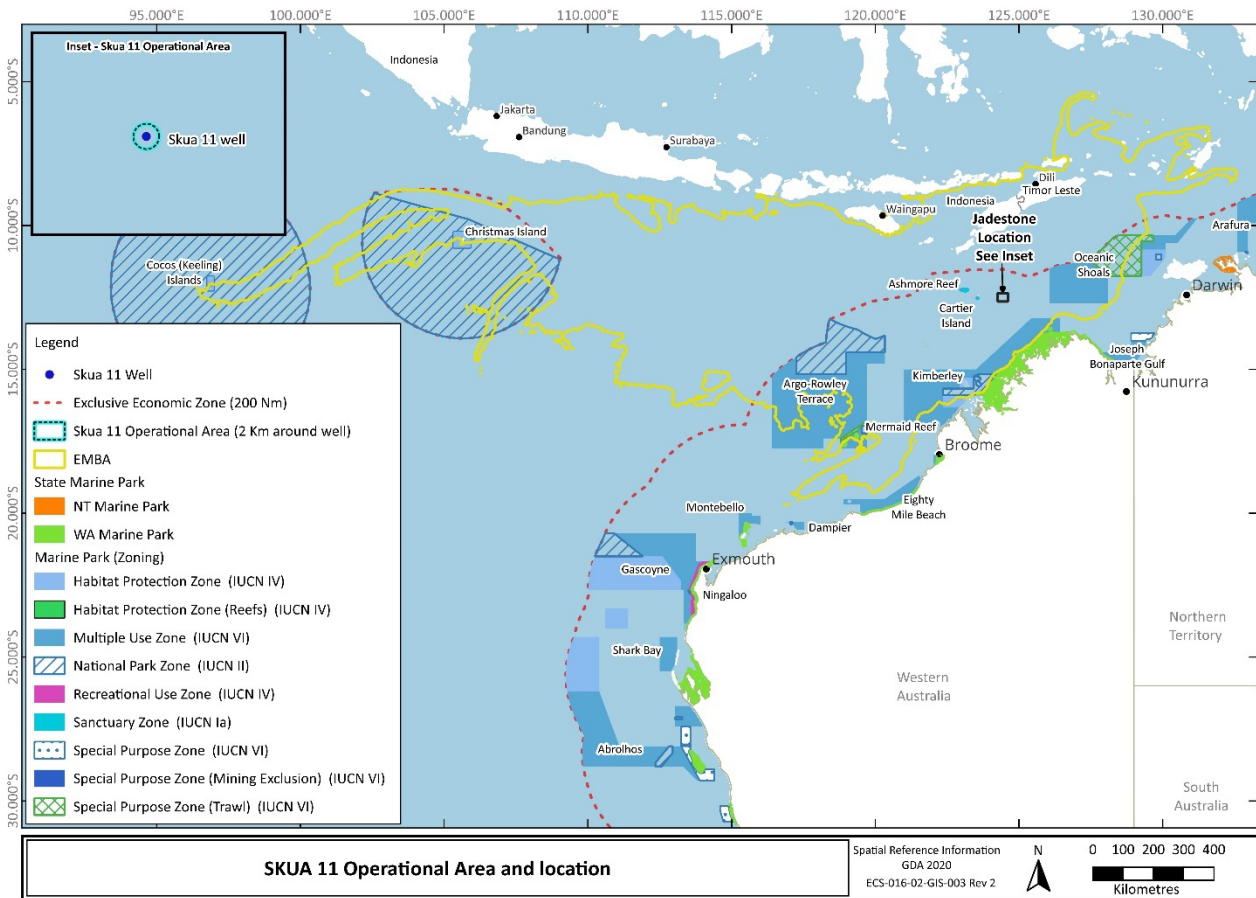 95.000°E
100.000°E
105.000°E
110.000°E
115.000°E
120.000°E
125.000°E
130.000°E
5.000°S
10.000°S
15.000°S
20.000°S
25.000°S
30.000°S
Inset - Skua 11 Operational Area
Skua 11 well
Indonesia
Jakarta
Bandung
Surabaya
Dili
Timor Leste
Waingapu
Indonesia
Jadestone
Location
See Inset
Christmas Island
Cocos (Keeling)
Islands
Arafura
Oceanic
Shoals
Ashmore Reef
Cartier
Island
Darwin
Joseph
Bonaparte Gulf
Kununurra
Kimberley
Argo-Rowley
Terrace
Mermaid Reef
Broome
Eighty
Mile Beach
Montebello
Dampier
Exmouth
Gascoyne
Ningaloo
Shark Bay
Abrolhos
Western
Australia
Northern
Territory
South
Australia
Legend
Skua 11 Well
Exclusive Economic Zone (200 Nm)
Skua 11 Operational Area (2 Km around well)
EMBA
State Marine Park
NT Marine Park
WA Marine Park
Marine Park (Zoning)
Habitat Protection Zone (IUCN IV)
Habitat Protection Zone (Reefs) (IUCN IV)
Multiple Use Zone (IUCN VI)
National Park Zone (IUCN II)
Recreational Use Zone (IUCN IV)
Sanctuary Zone (IUCN Ia)
Special Purpose Zone (IUCN VI)
Special Purpose Zone (Mining Exclusion) (IUCN VI)
Special Purpose Zone (Trawl) (IUCN VI)
SKUA 11 Operational Area and location
Spatial Reference Information
GDA 2020
ECS-016-02-GIS-003 Rev 2
N
0 100 200 300 400
Kilometres